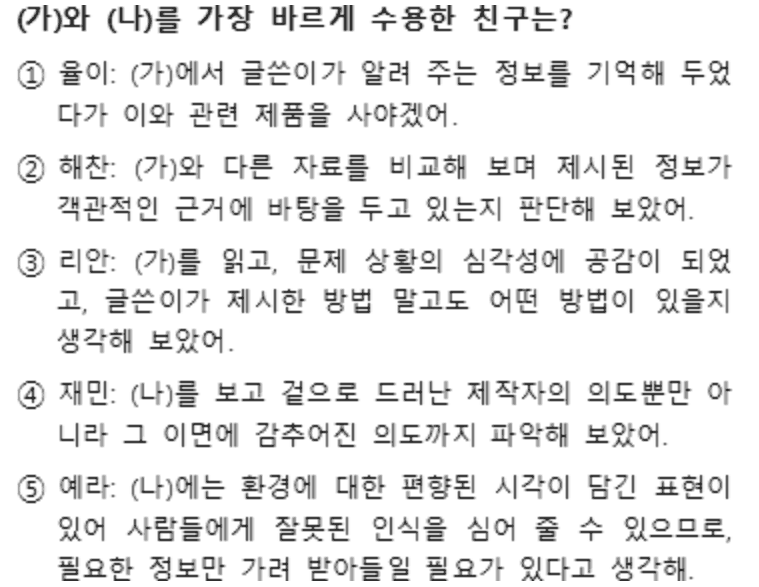 (가)와 (나)를 가장 바르게 수용한 친구는?
① 율이: (가)에서 글쓴이가 알려 주는 정보를 기억해 두었
다가 이와 관련 제품을 사야겠어.
② 해찬: (가)와 다른 자료를 비교해 보며 제시된 정보가
객관적인 근거에 바탕을 두고 있는지 판단해 보았어.
③ 리안: (가)를 읽고, 문제 상황의 심각성에 공감이 되었
고, 글쓴이가 제시한 방법 말고도 어떤 방법이 있을지
생각해 보았어.
④ 재민: (나)를 보고 겉으로 드러난 제작자의 의도뿐만 아
니라 그 이면에 감추어진 의도까지 파악해 보았어.
⑤ 예라: (나)에는 환경에 대한 편향된 시각이 담긴 표현이
있어 사람들에게 잘못된 인식을 심어 줄 수 있으므로,
필요한 정보만 가려 받아들일 필요가 있다고 생각해.